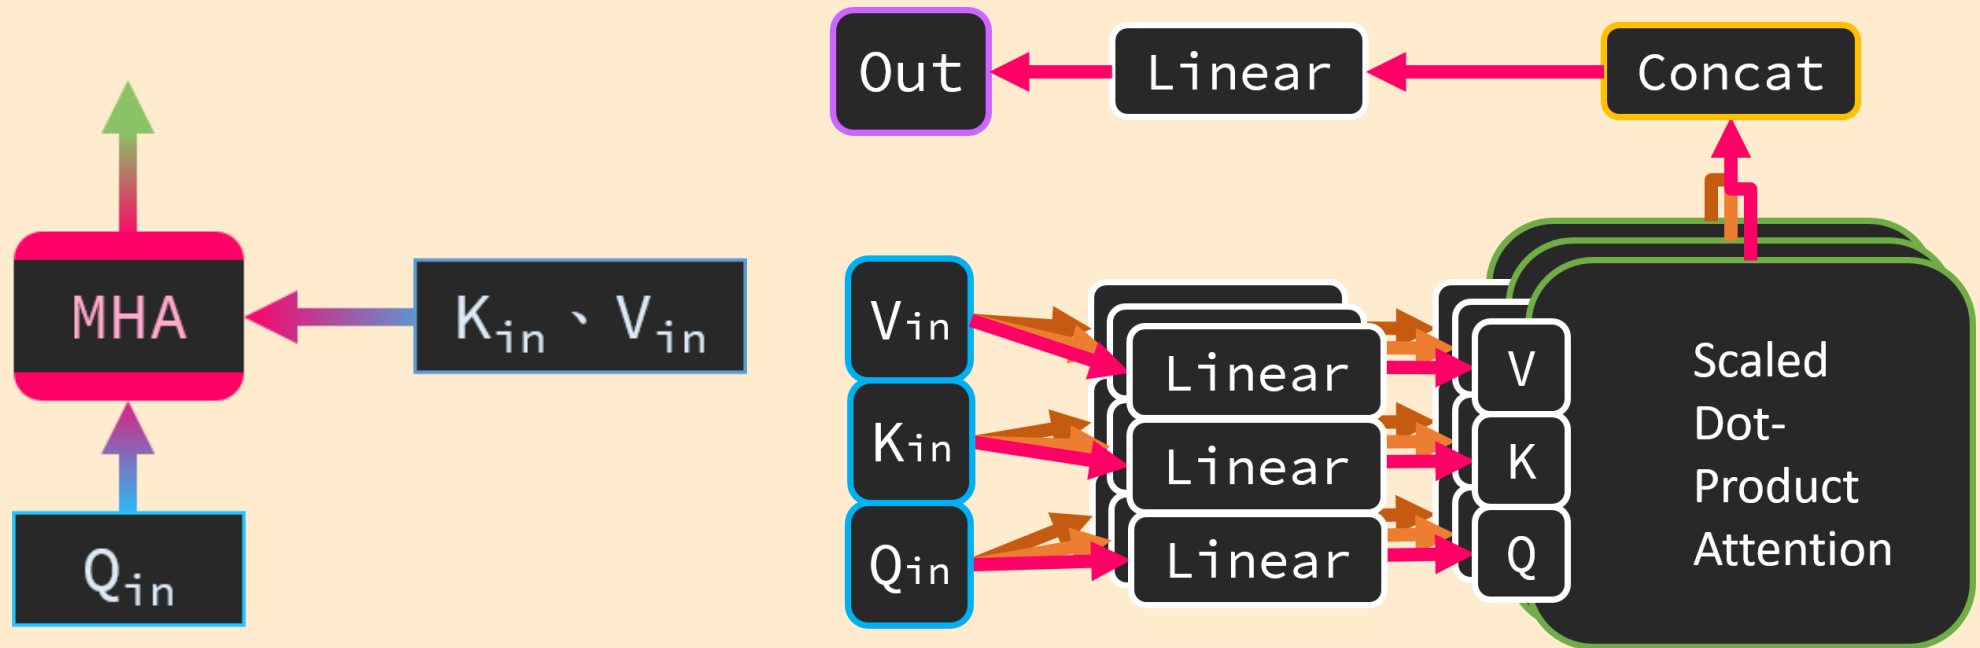 MHA
Kin、Vin
Qin
Out
Linear
Concat
Vin
Kin
Qin
Linear
Linear
Linear
V
K
Q
Scaled
Dot-
Product
Attention